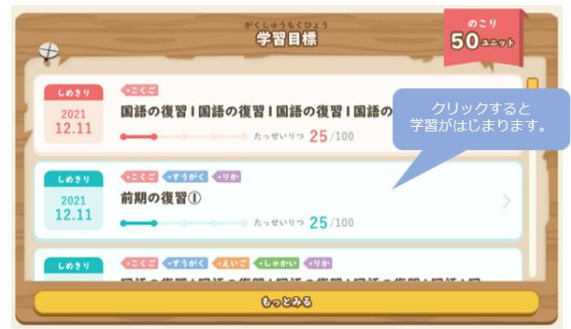 がくしゅうもくひょう
学習目標
のこり
50ユニット
しめきり
2021
12.11
こくご
国語の復習|国語の復習|国語の復習|国語の
たっせいりつ 25/100
クリックすると
学習がはじまります。
しめきり
2021
12.11
こくご すうがく りか
前期の復習①
たっせいりつ 25/100
しめきり
こくご すうがく えいご しゃかい りか
もっとみる